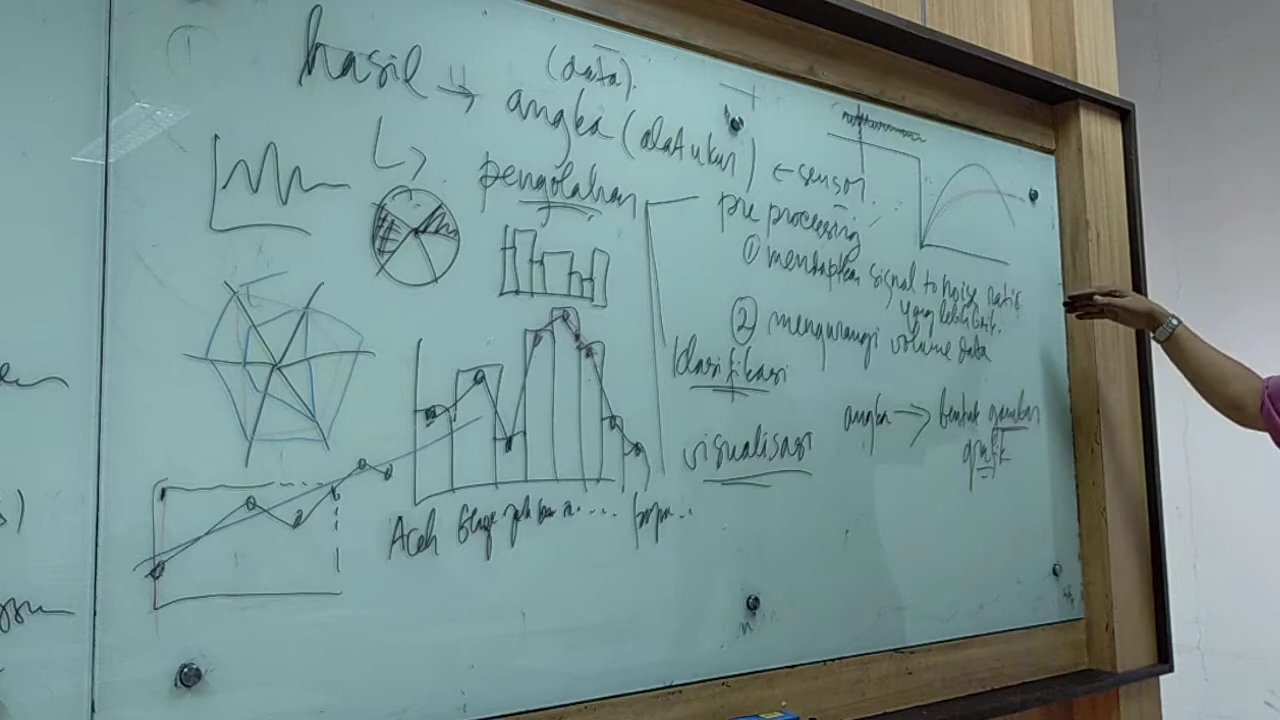 hasil → angka (alat ukur) ← sensor
(data).
pengolahan
pre processing
① mendaptkan signal to noise ratio
yang lebih baik.
② mengurangi volume data
klasifikasi
visualisasi
angka → bentuk gambar
grafik
Aceh